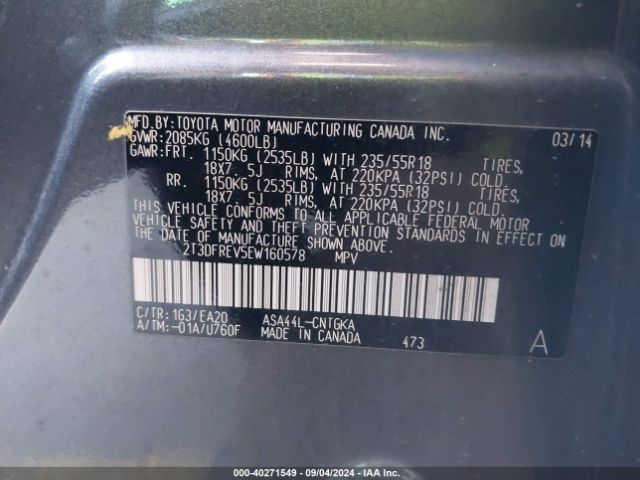 MFD. BY: TOYOTA MOTOR MANUFACTURING CANADA INC. 03/14
GVWR: 2085KG (4600LB)
GAWR: FRT. 1150KG (2535LB) WITH 235/55R18 TIRES,
18X7. 5J RIMS, AT 220KPA (32PSI) COLD.
RR. 1150KG (2535LB) WITH 235/55R18 TIRES,
18X7. 5J RIMS, AT 220KPA (32PSI) COLD.
THIS VEHICLE CONFORMS TO ALL APPLICABLE FEDERAL MOTOR
VEHICLE SAFETY AND THEFT PREVENTION STANDARDS IN EFFECT ON
THE DATE OF MANUFACTURE SHOWN ABOVE.
2T3DFREV5EW160578 MPV
C/TR: 1G3/EA20 ASA44L-CNTGKA
A/TM: -01A/U760F MADE IN CANADA 473 A
000-40271549 • 09/04/2024 • iaai.com